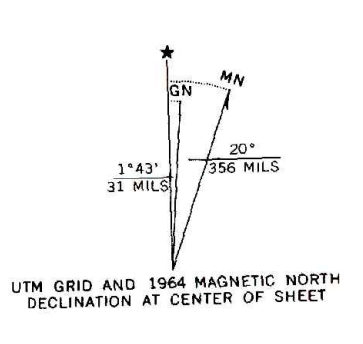 ★
MN
GN
1°43'
31 MILS
20°
356 MILS
UTM GRID AND 1964 MAGNETIC NORTH
DECLINATION AT CENTER OF SHEET